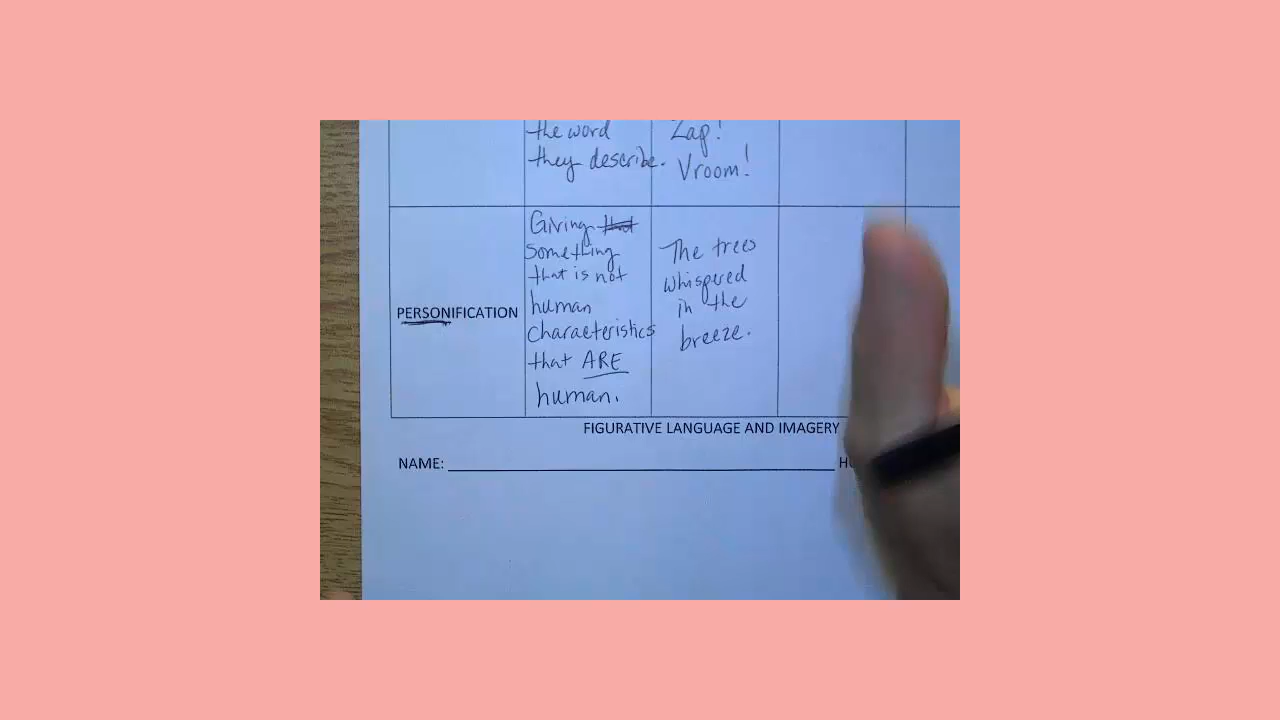 the word
they describe.
Zap!
Vroom!
PERSONIFICATION
Giving that
something
that is not
human
characteristics
that ARE
human.
The trees
whispered
in the
breeze.
FIGURATIVE LANGUAGE AND IMAGERY
NAME: